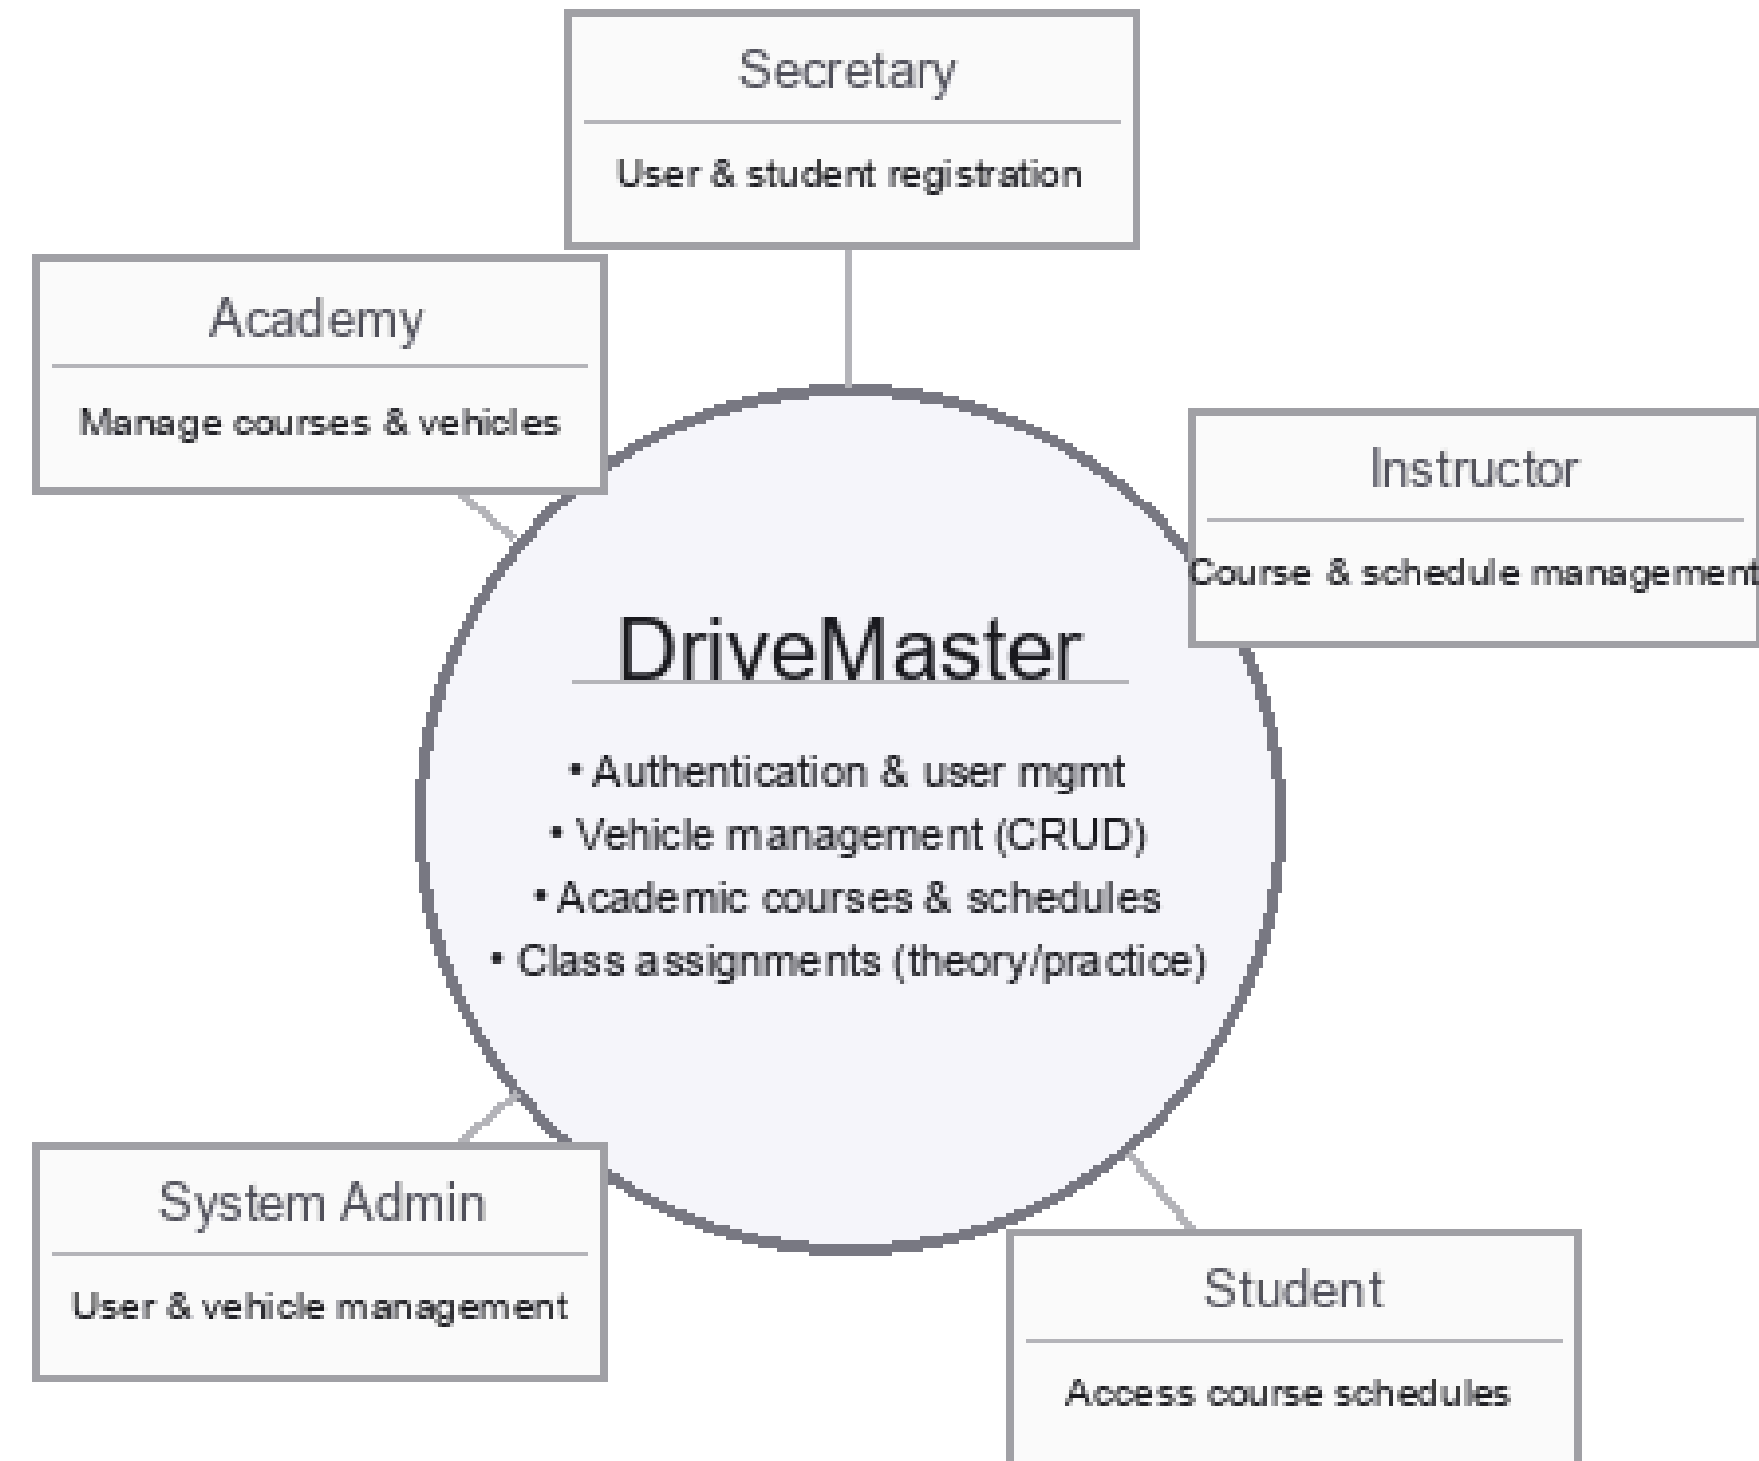 Secretary
User & student registration
Academy
Manage courses & vehicles
Instructor
Course & schedule management
DriveMaster
• Authentication & user mgmt
• Vehicle management (CRUD)
• Academic courses & schedules
• Class assignments (theory/practice)
System Admin
User & vehicle management
Student
Access course schedules